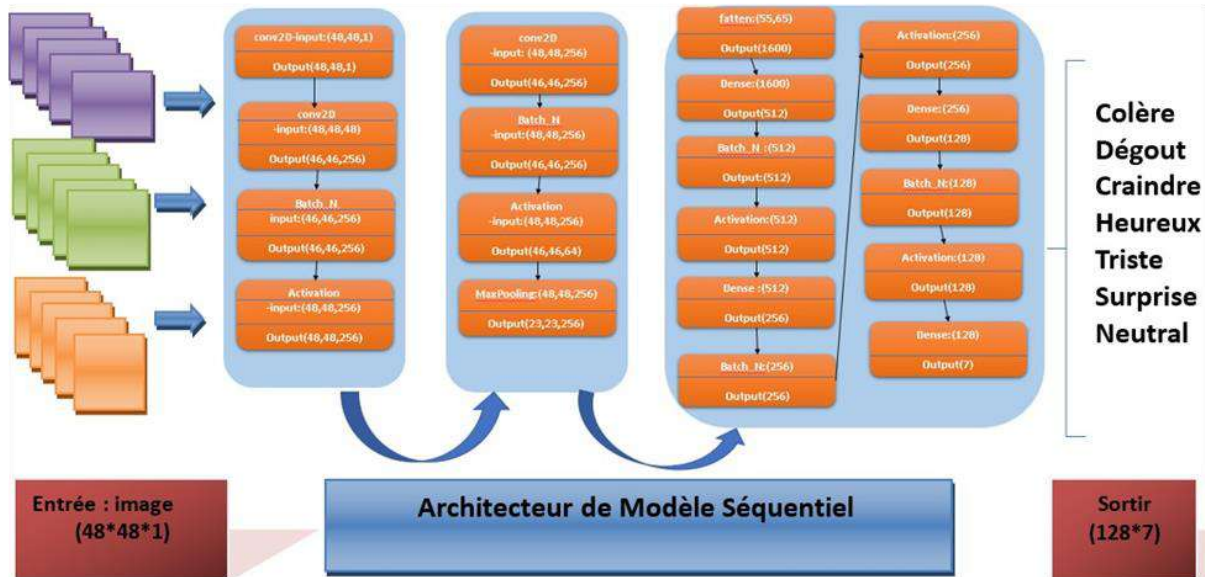 conv2D-input:(48,48,1)
Output(48,48,1)
conv2D
-input:(48,48,48)
Output(46,46,256)
Batch_N
input:(46,46,256)
Output(46,46,256)
Activation
-input:(48,48,256)
Output(48,48,256)
conv2D
-input: (48,48,256)
Output(46,46,256)
Batch_N
-input:(48,48,256)
Output(46,46,256)
Activation
-input:(48,48,256)
Output(46,46,64)
MaxPooling:(48,48,256)
Output(23,23,256)
fatten:(55,65)
Output(1600)
Dense:(1600)
Output(512)
Batch_N :(512)
Output:(512)
Activation:(512)
Output(512)
Dense :(512)
Output(256)
Batch_N:(256)
Output(256)
Activation:(256)
Output(256)
Dense:(256)
Output(128)
Batch_N:(128)
Output(128)
Activation:(128)
Output(128)
Dense:(128)
Output(7)
Colère
Dégout
Craindre
Heureux
Triste
Surprise
Neutral
Entrée : image
(48*48*1)
Architecteur de Modèle Séquentiel
Sortir
(128*7)